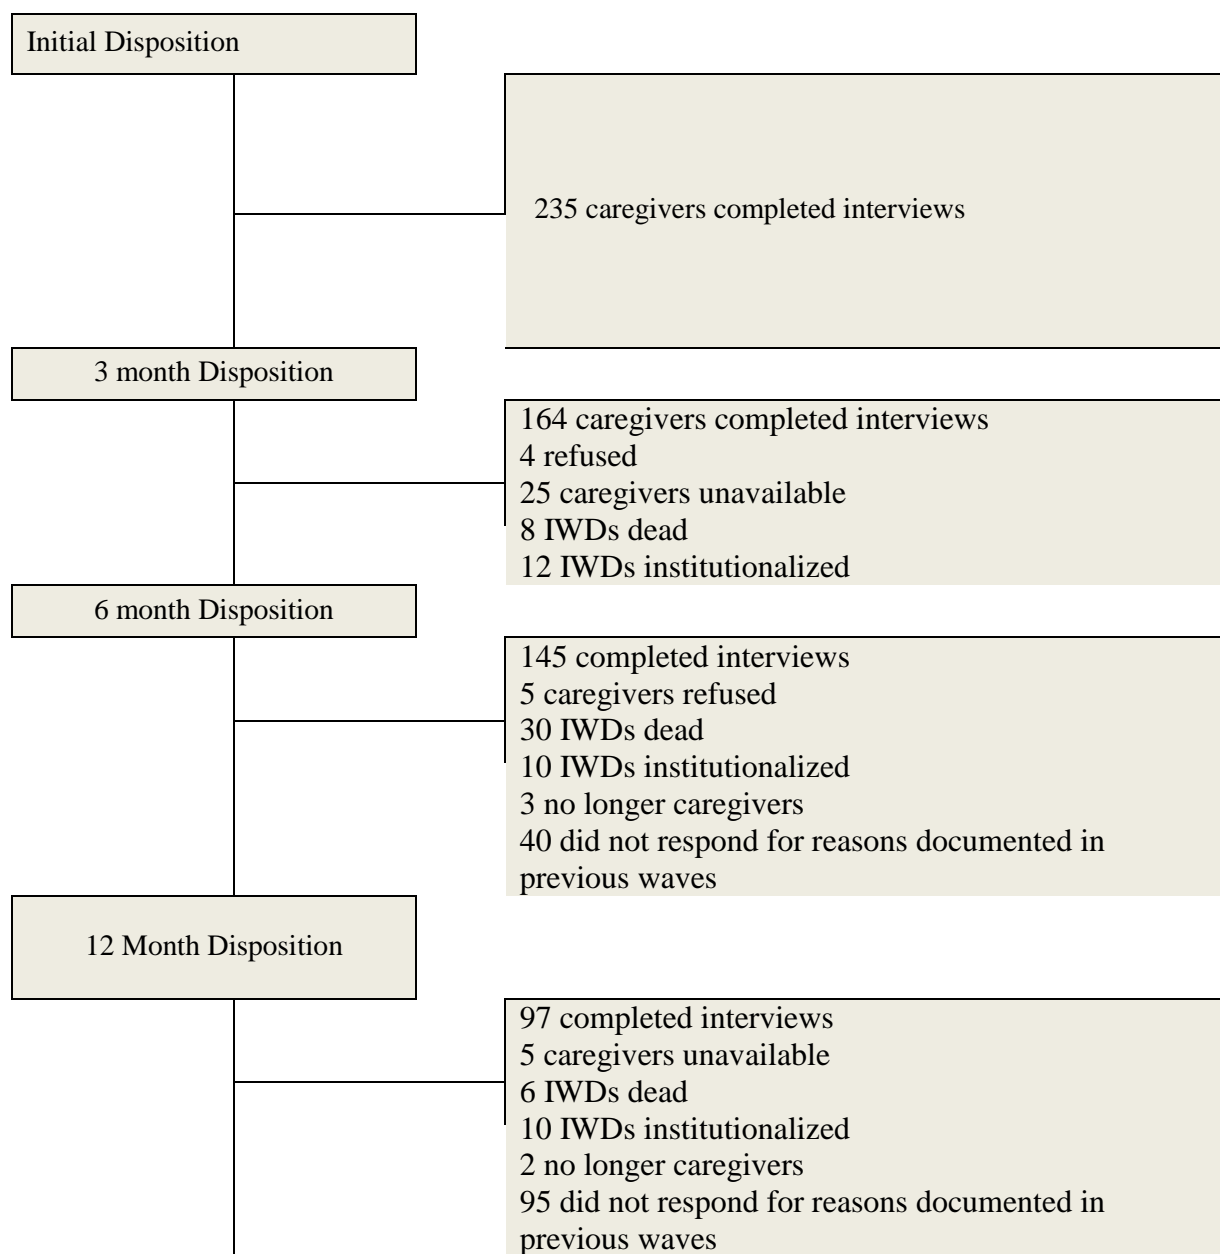 Initial Disposition
235 caregivers completed interviews
3 month Disposition
164 caregivers completed interviews
4 refused
25 caregivers unavailable
8 IWDs dead
12 IWDs institutionalized
6 month Disposition
145 completed interviews
5 caregivers refused
30 IWDs dead
10 IWDs institutionalized
3 no longer caregivers
40 did not respond for reasons documented in
previous waves
12 Month Disposition
97 completed interviews
5 caregivers unavailable
6 IWDs dead
10 IWDs institutionalized
2 no longer caregivers
95 did not respond for reasons documented in
previous waves